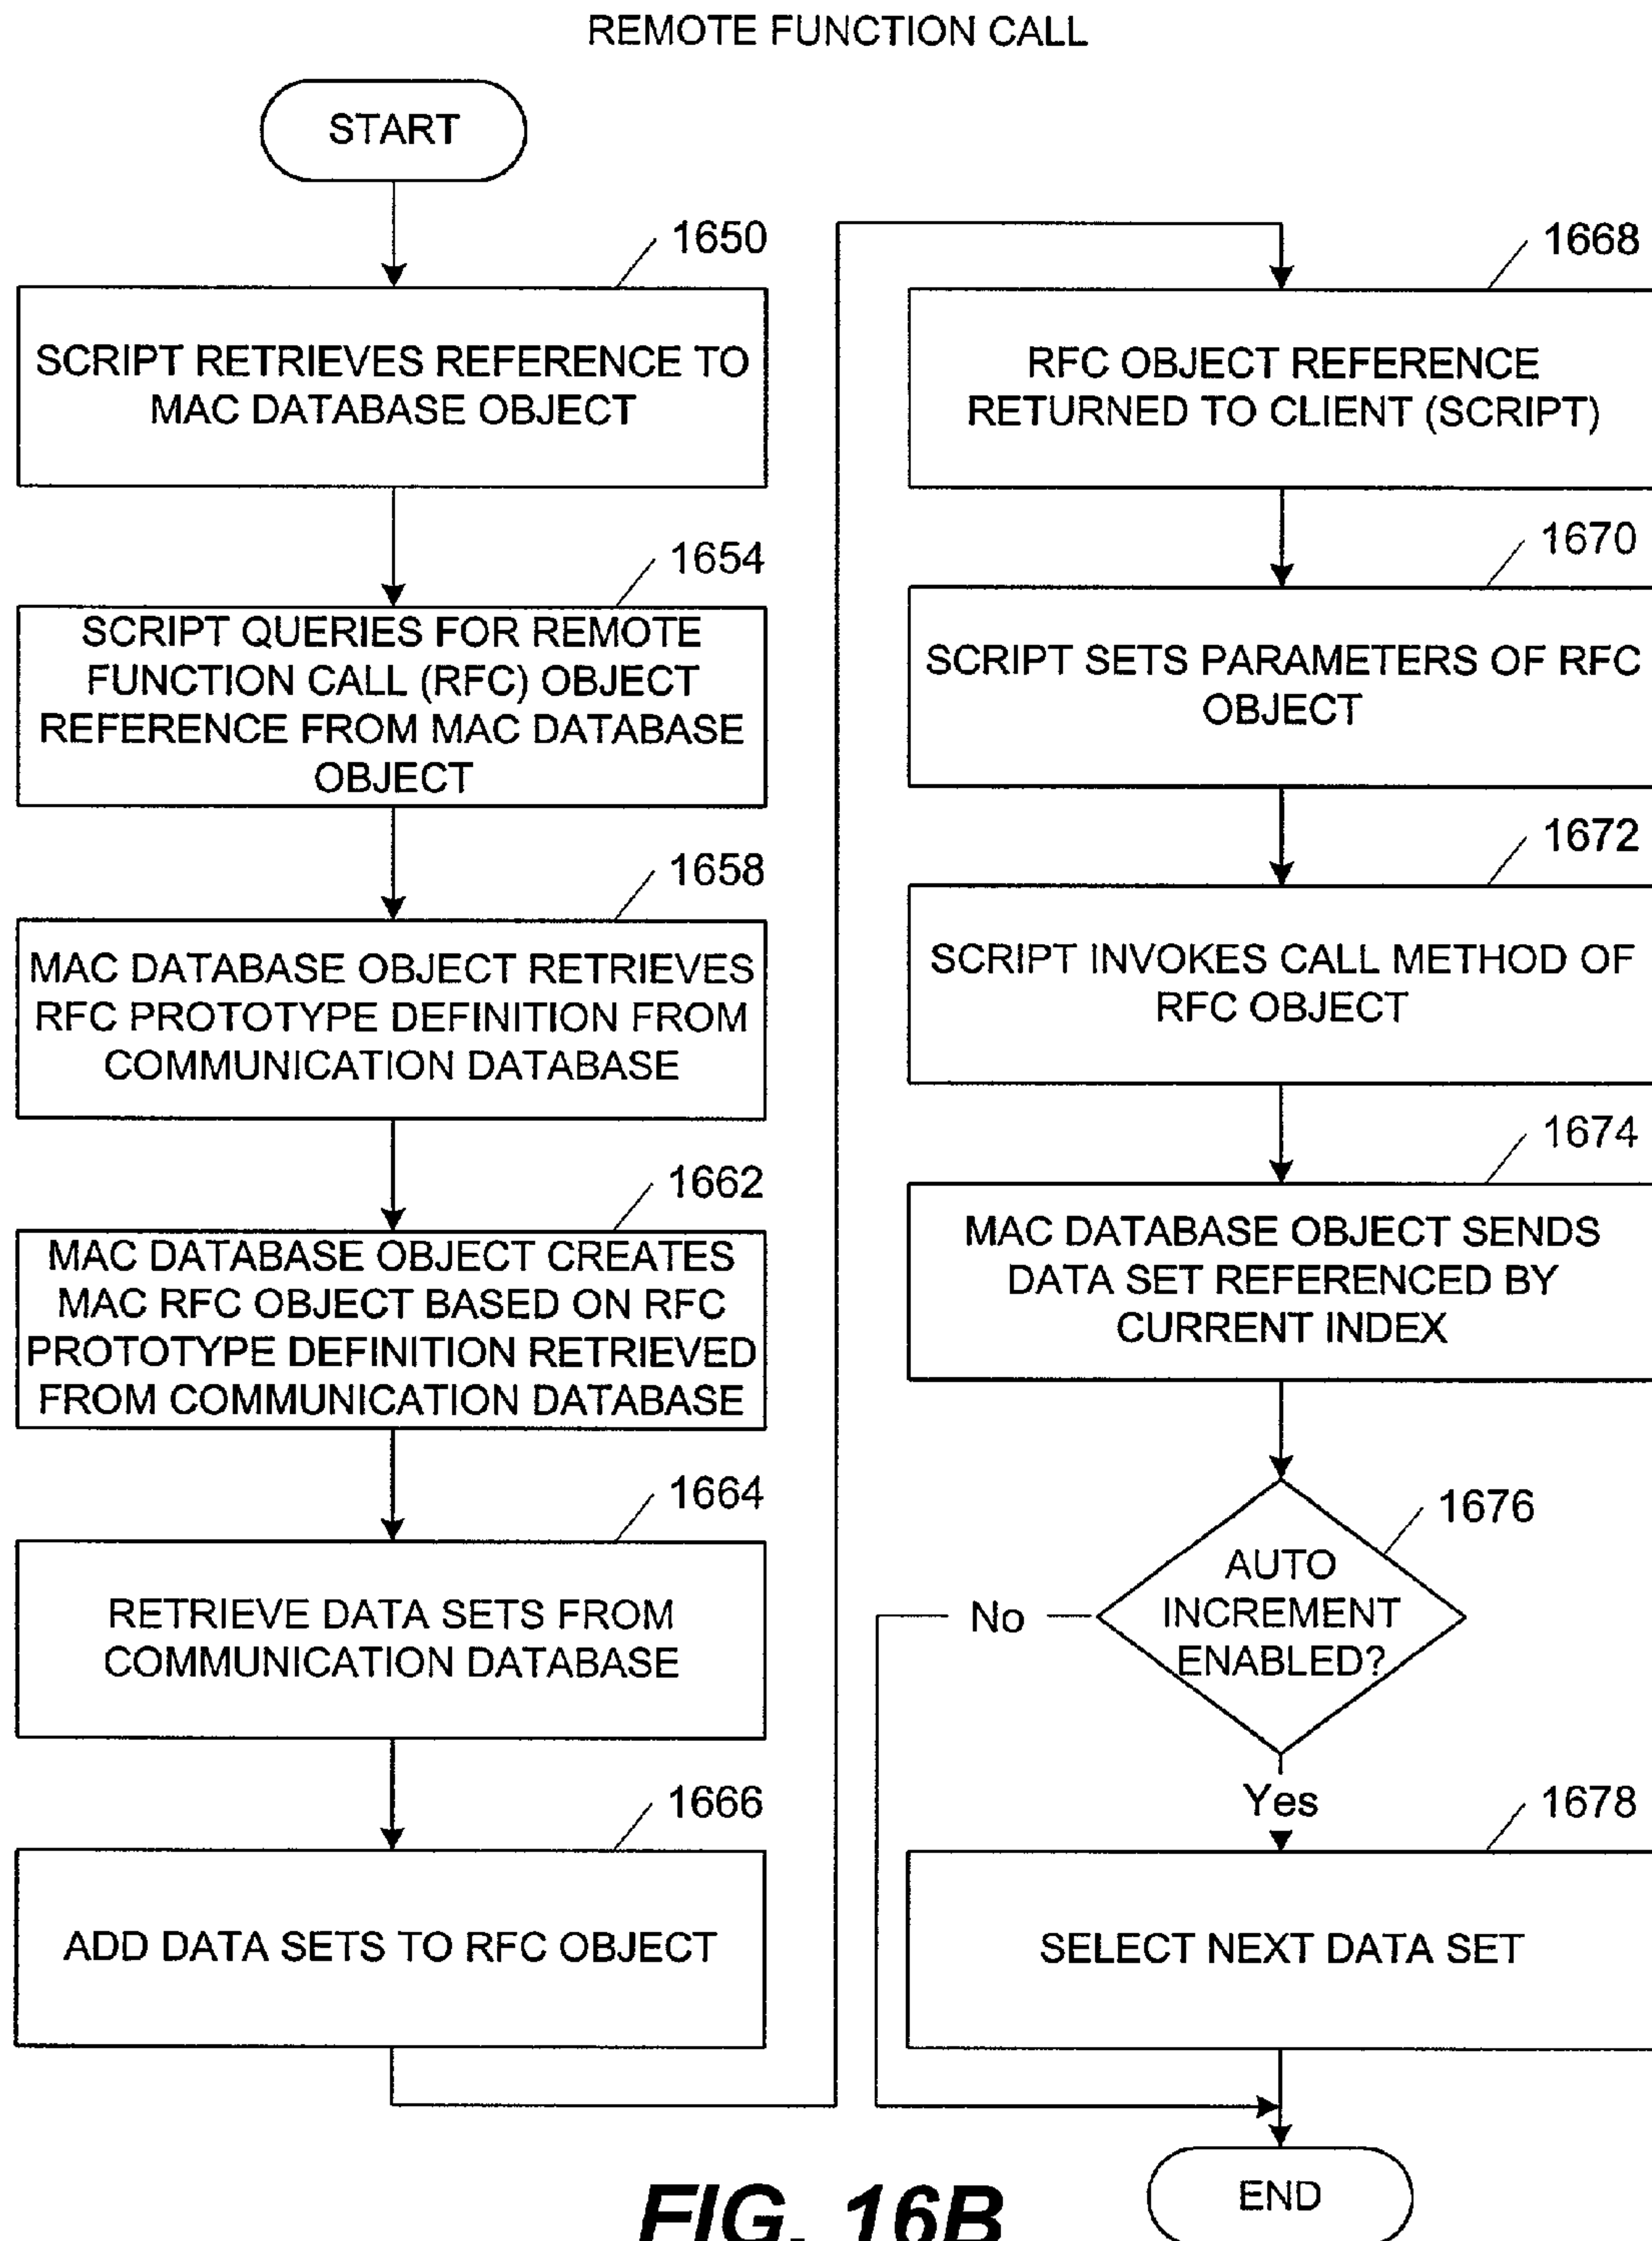 REMOTE FUNCTION CALL
START
1650
SCRIPT RETRIEVES REFERENCE TO
MAC DATABASE OBJECT
1654
SCRIPT QUERIES FOR REMOTE
FUNCTION CALL (RFC) OBJECT
REFERENCE FROM MAC DATABASE
OBJECT
1658
MAC DATABASE OBJECT RETRIEVES
RFC PROTOTYPE DEFINITION FROM
COMMUNICATION DATABASE
1662
MAC DATABASE OBJECT CREATES
MAC RFC OBJECT BASED ON RFC
PROTOTYPE DEFINITION RETRIEVED
FROM COMMUNICATION DATABASE
1664
RETRIEVE DATA SETS FROM
COMMUNICATION DATABASE
1666
ADD DATA SETS TO RFC OBJECT
1668
RFC OBJECT REFERENCE
RETURNED TO CLIENT (SCRIPT)
1670
SCRIPT SETS PARAMETERS OF RFC
OBJECT
1672
SCRIPT INVOKES CALL METHOD OF
RFC OBJECT
1674
MAC DATABASE OBJECT SENDS
DATA SET REFERENCED BY
CURRENT INDEX
1676
AUTO
INCREMENT
ENABLED?
No
Yes
1678
SELECT NEXT DATA SET
END
FIG. 16B